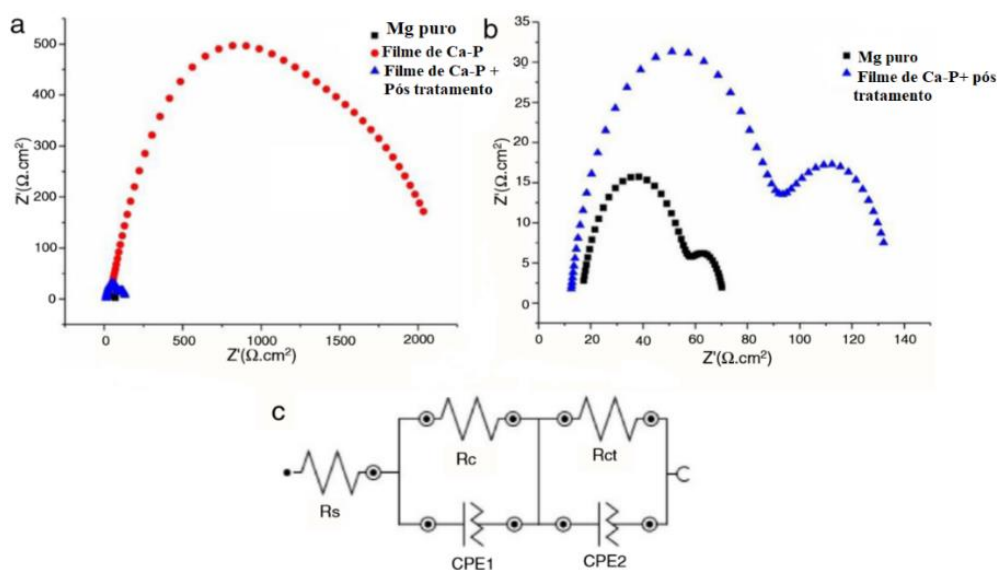 a
Mg puro
Filme de Ca-P
Filme de Ca-P +
Pós tratamento
500
400
300
200
100
0
Z'(Ω.cm²)
0
500
1000
1500
2000
Z'(Ω.cm²)
b
Mg puro
Filme de Ca-P+ pós
tratamento
35
30
25
20
15
10
5
0
Z'(Ω.cm²)
0
20
40
60
80
100
120
140
Z'(Ω.cm²)
c
Rs
Rc
Rct
CPE1
CPE2